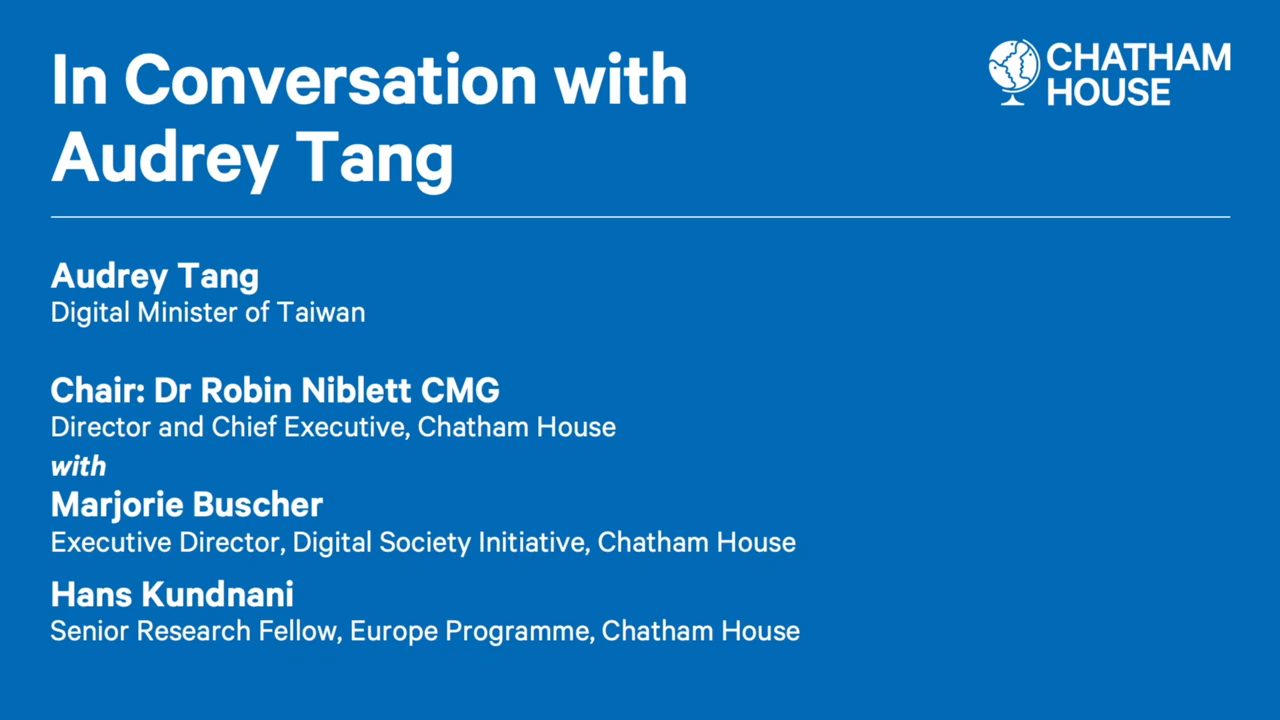 In Conversation with
Audrey Tang
CHATHAM
HOUSE
Audrey Tang
Digital Minister of Taiwan
Chair: Dr Robin Niblett CMG
Director and Chief Executive, Chatham House
with
Marjorie Buscher
Executive Director, Digital Society Initiative, Chatham House
Hans Kundnani
Senior Research Fellow, Europe Programme, Chatham House